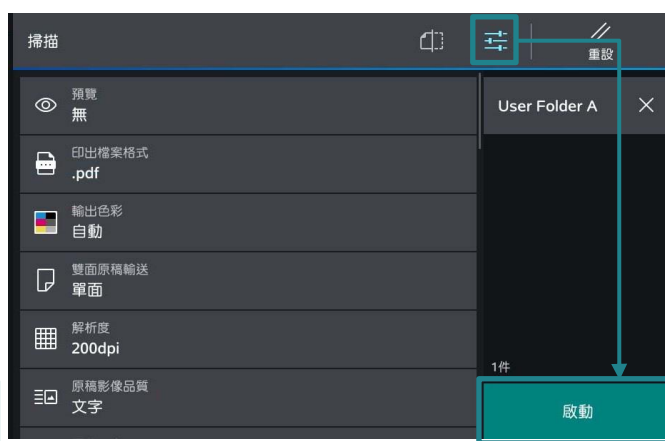 掃描
重設
預覽
無
印出檔案格式
.pdf
輸出色彩
自動
雙面原稿輸送
單面
解析度
200dpi
原稿影像品質
文字
User Folder A
1件
啟動